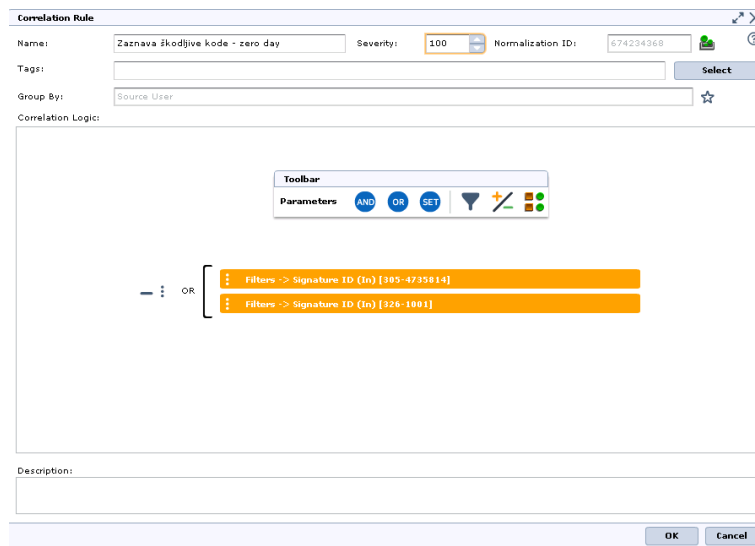 Correlation Rule
Name: Zaznava škodljive kode - zero day Severity: 100 Normalization ID: 674234368
Tags: Select
Group By: Source User
Correlation Logic:
Toolbar
Parameters AND OR SET
OR
Filters -> Signature ID (In) [305-4735814]
Filters -> Signature ID (In) [326-1001]
Description:
OK Cancel